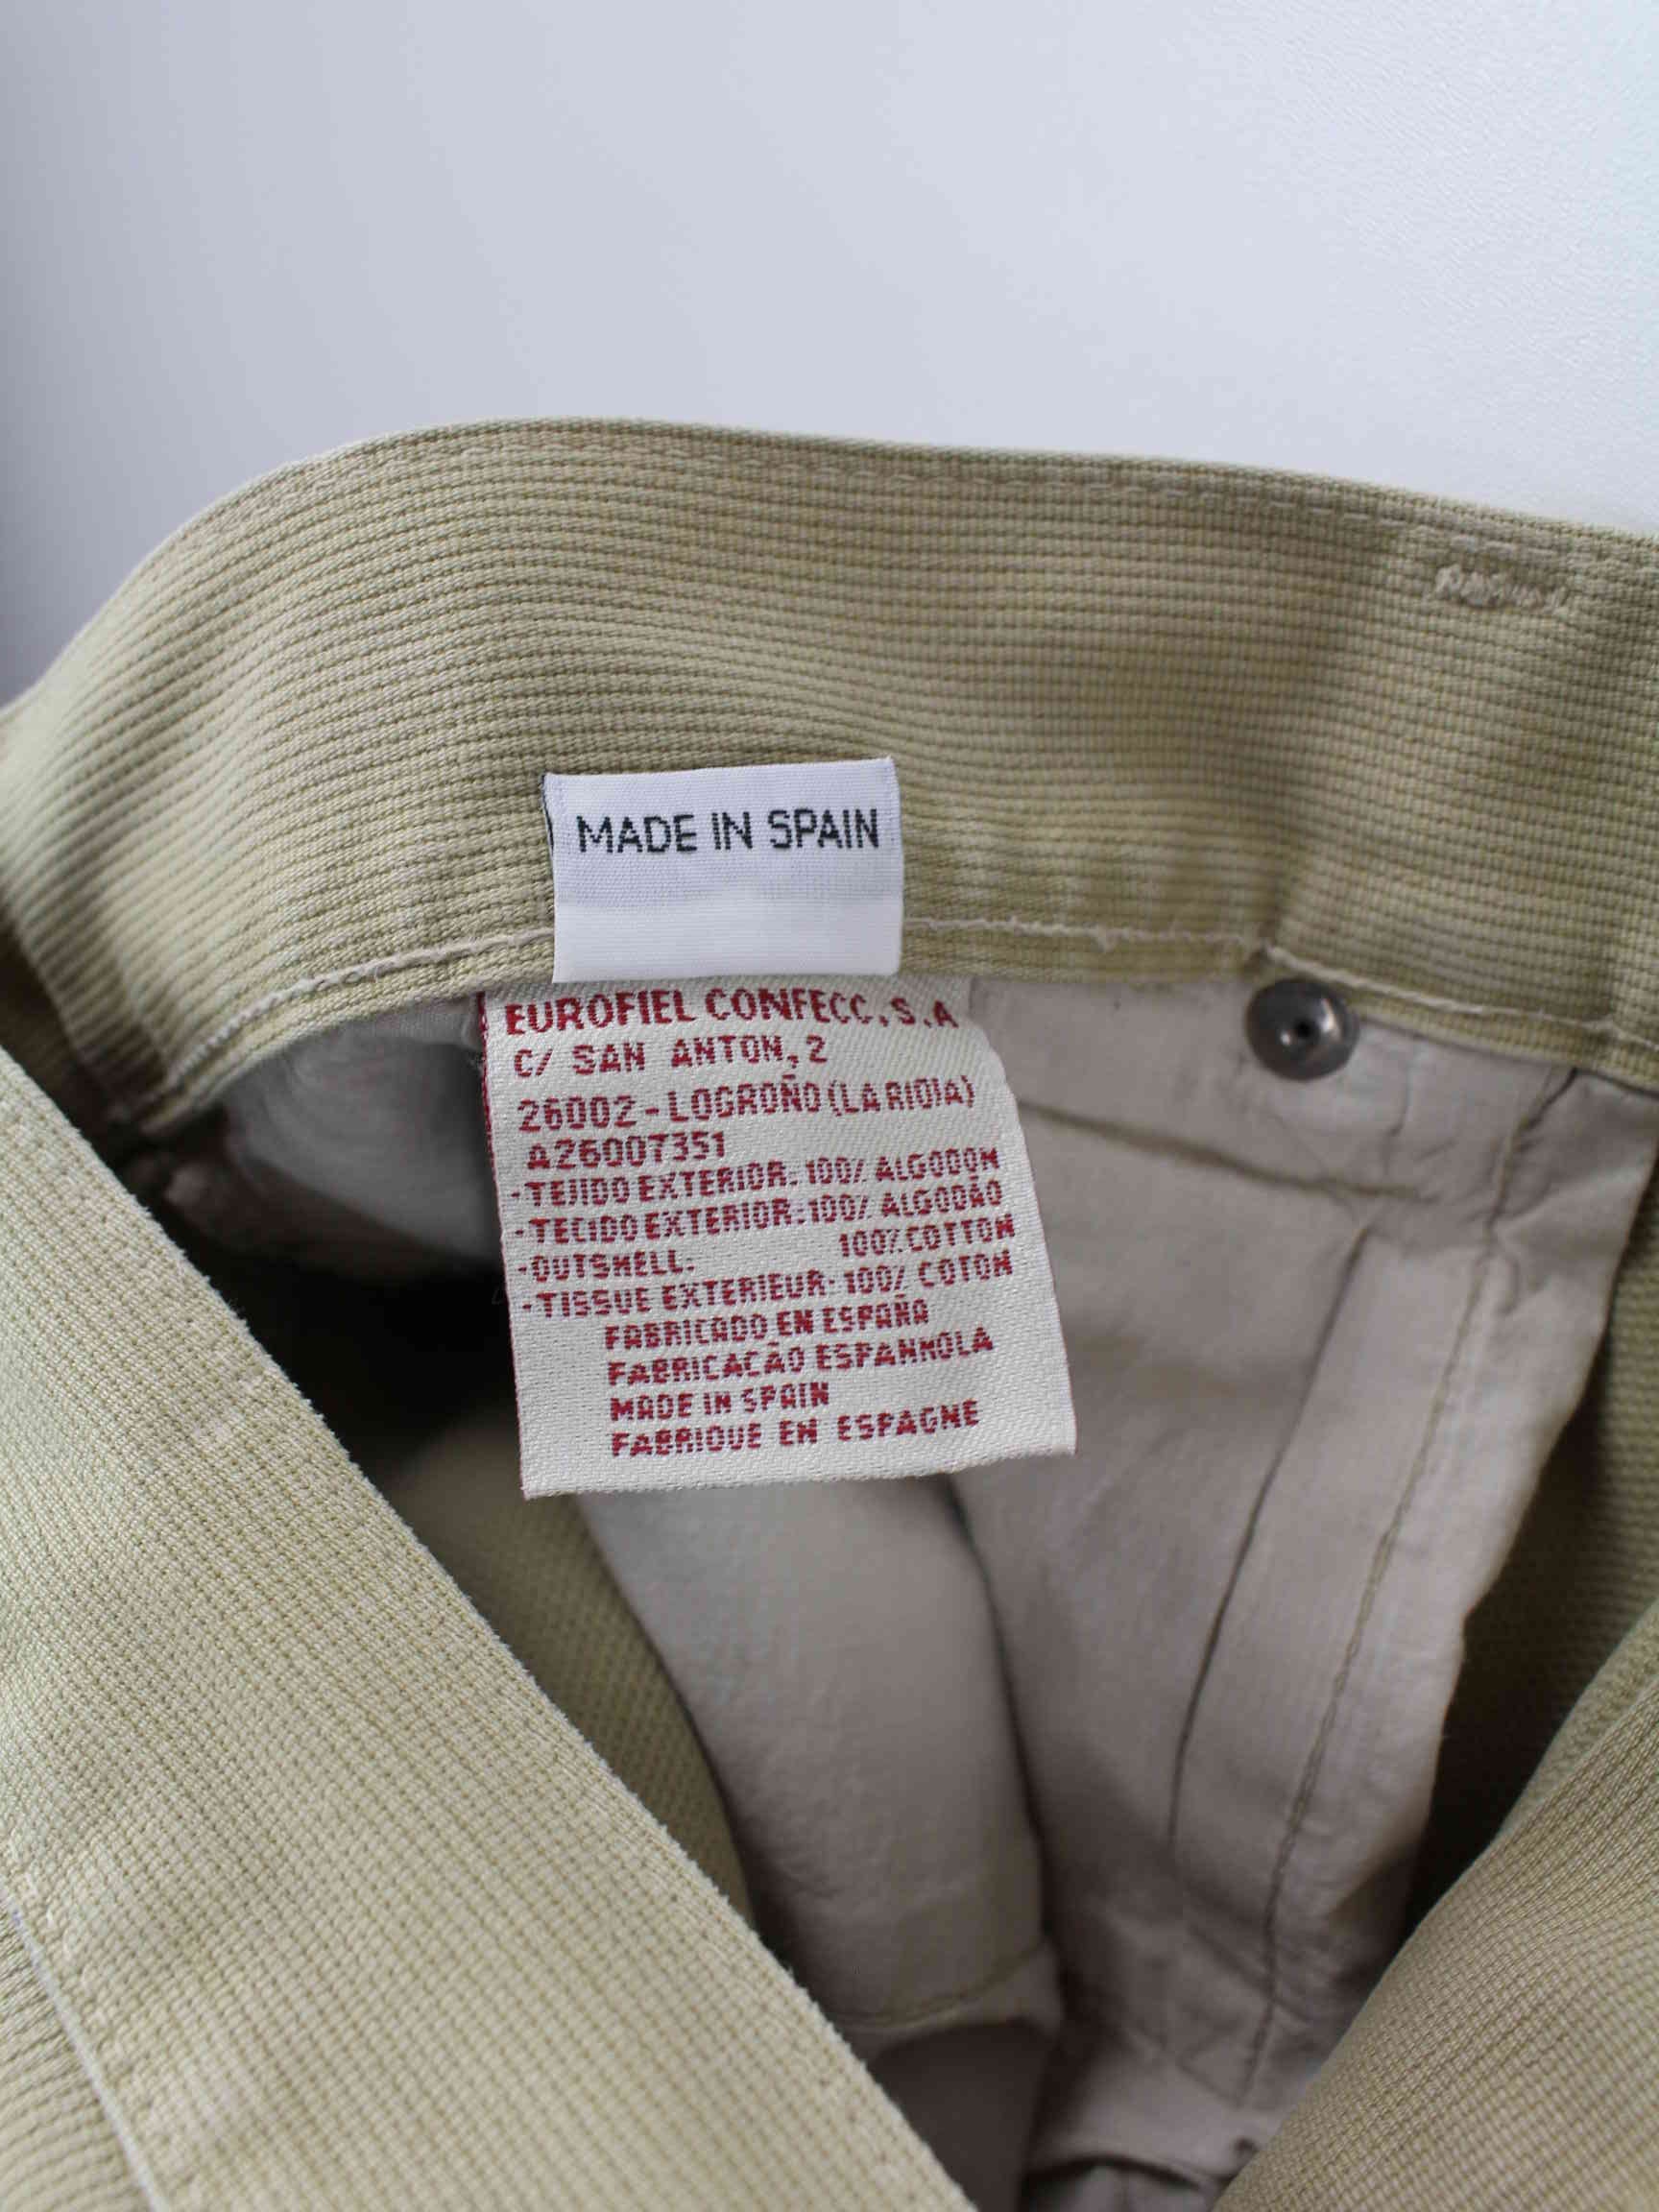 MADE IN SPAIN
EUROFIEL CONFECC, S.A
C/ SAN ANTON, 2
26002-LOGROÑO (LA RIOJA)
A26007351
-TEJIDO EXTERIOR: 100% ALGODON
-TECIDO EXTERIOR: 100% ALGODÃO
-OUTSHELL: 100% COTTON
-TISSUE EXTERIEUR: 100% COTON
FABRICADO EN ESPAÑA
FABRICAÇÃO ESPANHOLA
MADE IN SPAIN
FABRIQUE EN ESPAGNE